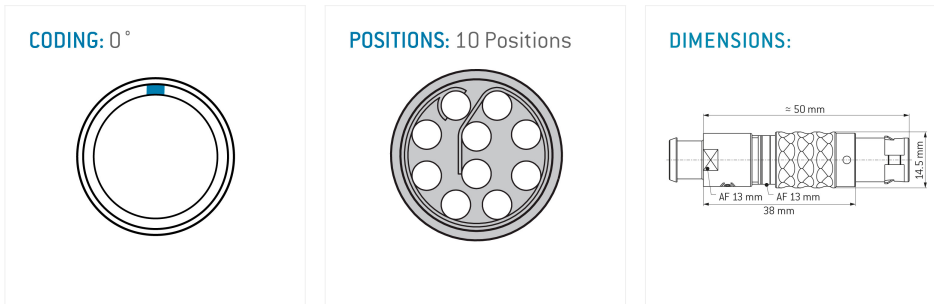 CODING: 0°
POSITIONS: 10 Positions
DIMENSIONS:
≃ 50 mm
14.5 mm
AF 13 mm
AF 13 mm
38 mm